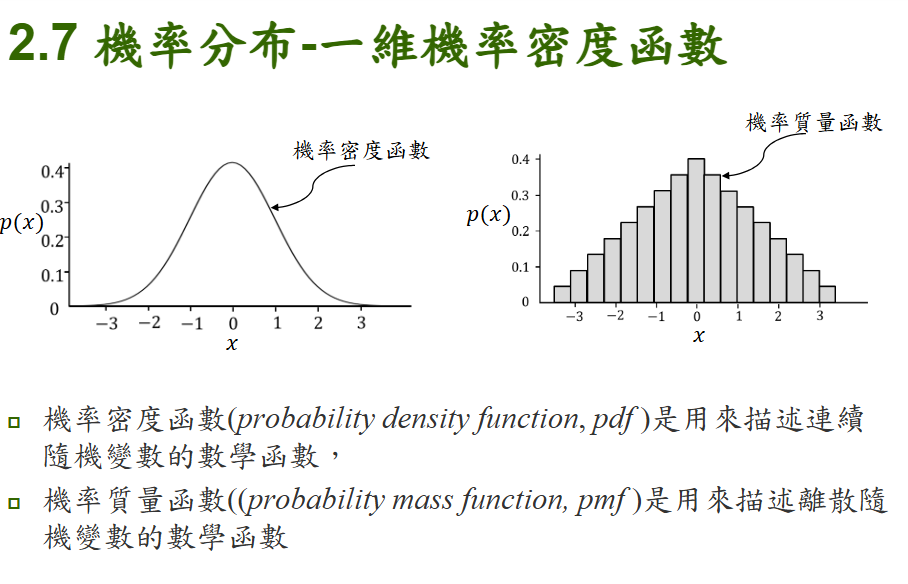 2.7 機率分布-一維機率密度函數
機率密度函數
0.4
0.3
p(x)
0.2
0.1
0
−3 −2 −1 0 1 2 3
x
機率質量函數
0.4
0.3
p(x)
0.2
0.1
0
−3 −2 −1 0 1 2 3
x
機率密度函數(probability density function, pdf )是用來描述連續
隨機變數的數學函數，
機率質量函數((probability mass function, pmf )是用來描述離散隨
機變數的數學函數